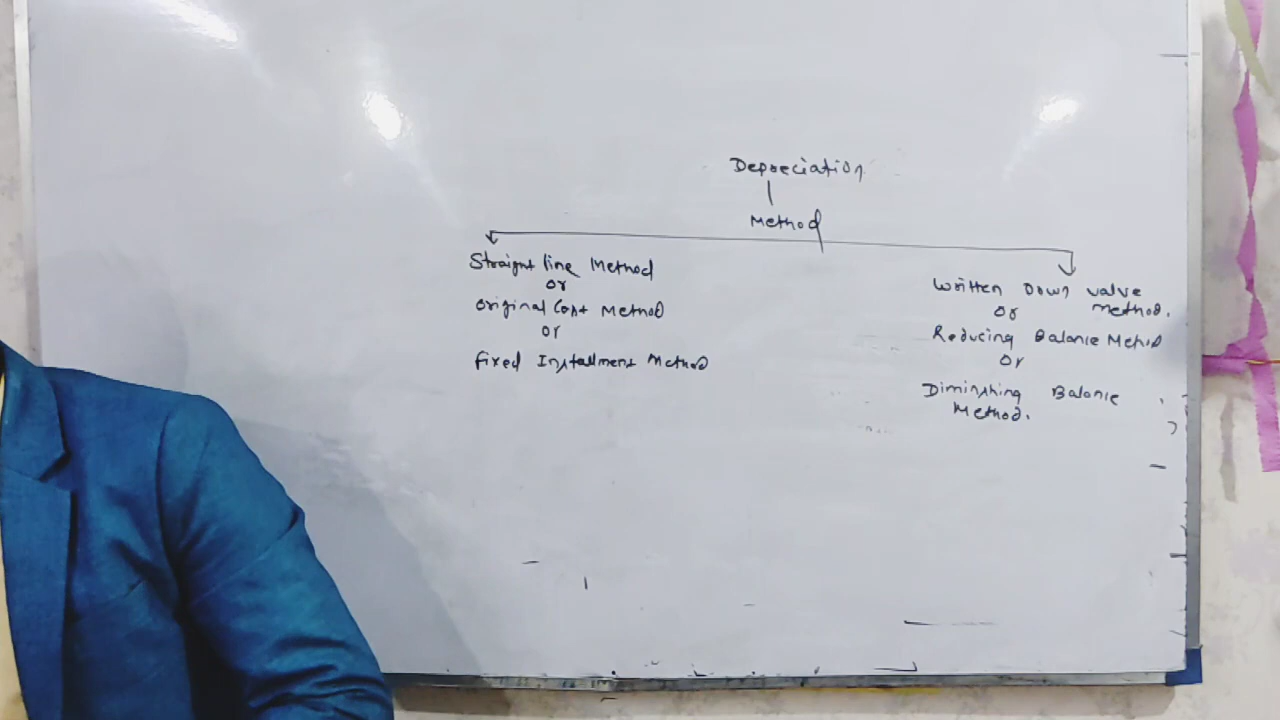 Depreciation
Method
Straight line Method
or
Original Cost Method
or
Fixed Installment Method
Written Down Value
or Method.
Reducing Balance Method
or
Diminshing Balance
Method.